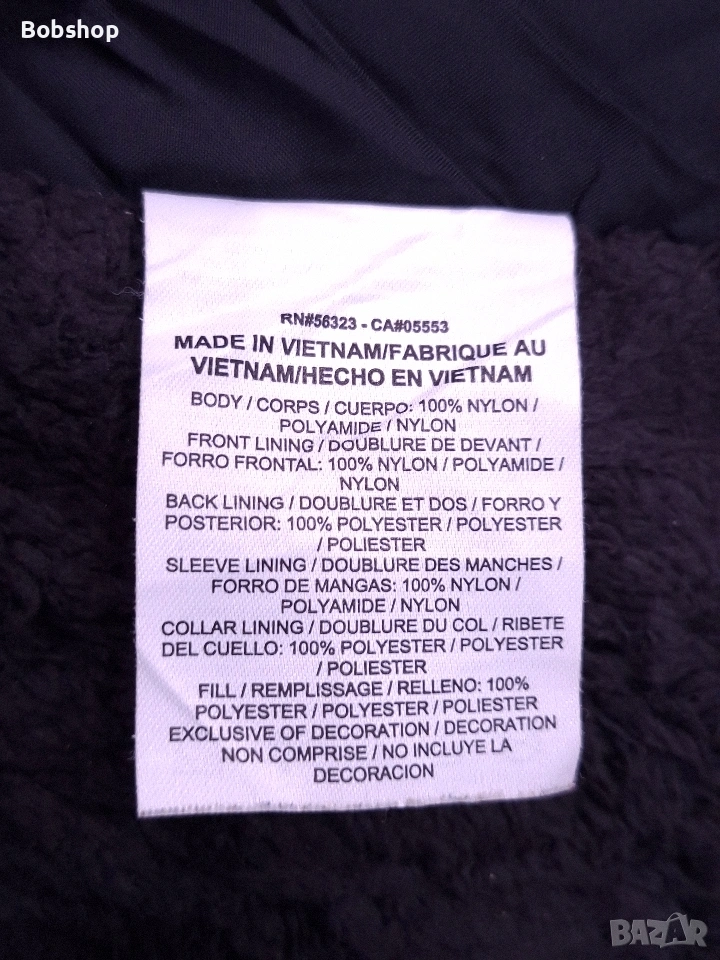 Bobshop
RN#56323 - CA#05553
MADE IN VIETNAM/FABRIQUE AU
VIETNAM/HECHO EN VIETNAM
BODY / CORPS / CUERPO: 100% NYLON /
POLYAMIDE / NYLON
FRONT LINING / DOUBLURE DE DEVANT /
FORRO FRONTAL: 100% NYLON / POLYAMIDE /
NYLON
BACK LINING / DOUBLURE ET DOS / FORRO Y
POSTERIOR: 100% POLYESTER / POLYESTER
/ POLIESTER
SLEEVE LINING / DOUBLURE DES MANCHES /
FORRO DE MANGAS: 100% NYLON /
POLYAMIDE / NYLON
COLLAR LINING / DOUBLURE DU COL / RIBETE
DEL CUELLO: 100% POLYESTER / POLYESTER
/ POLIESTER
FILL / REMPLISSAGE / RELLENO: 100%
POLYESTER / POLYESTER / POLIESTER
EXCLUSIVE OF DECORATION / DECORATION
NON COMPRISE / NO INCLUYE LA
DECORACION
BAZAR